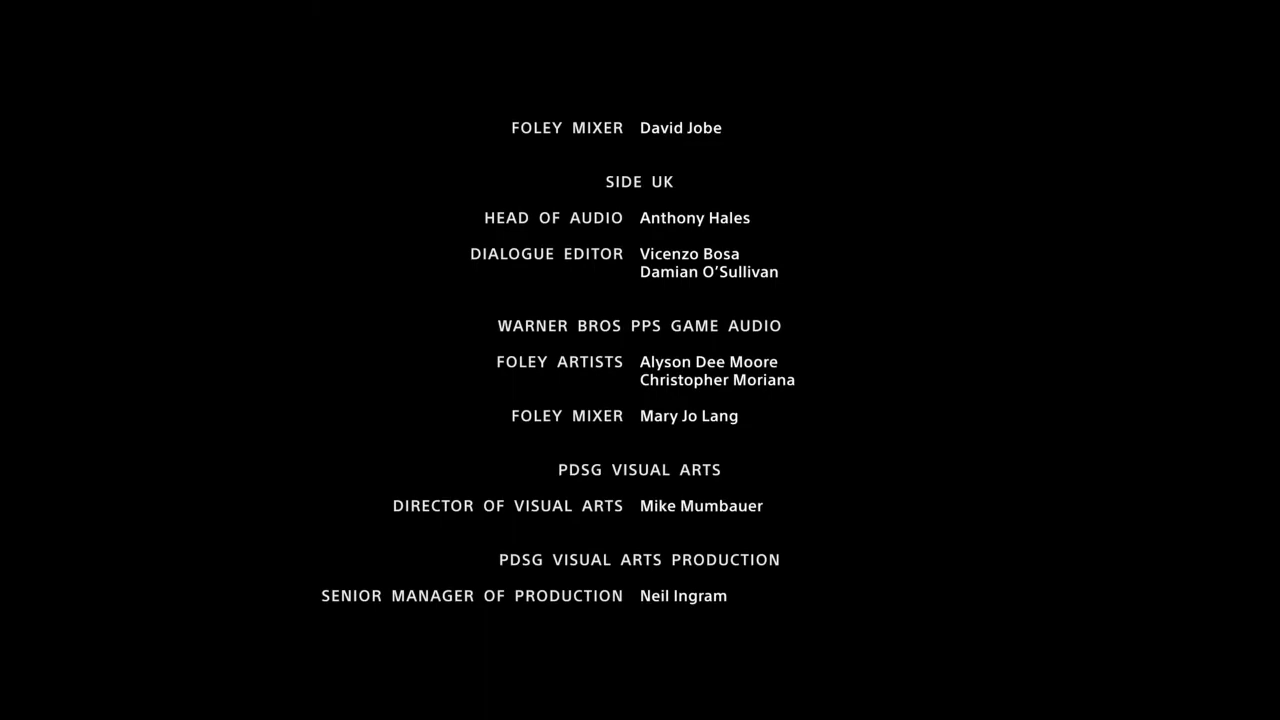 FOLEY MIXER David Jobe
SIDE UK
HEAD OF AUDIO Anthony Hales
DIALOGUE EDITOR Vicenzo Bosa
Damian O'Sullivan
WARNER BROS PPS GAME AUDIO
FOLEY ARTISTS Alyson Dee Moore
Christopher Moriana
FOLEY MIXER Mary Jo Lang
PDSG VISUAL ARTS
DIRECTOR OF VISUAL ARTS Mike Mumbauer
PDSG VISUAL ARTS PRODUCTION
SENIOR MANAGER OF PRODUCTION Neil Ingram